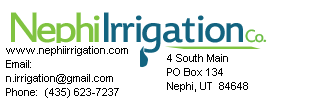 NephiIrrigation Co.
www.nephiirrigation.com
Email:
n.irrigation@gmail.com
Phone: (435) 623-7237
4 South Main
PO Box 134
Nephi, UT 84648